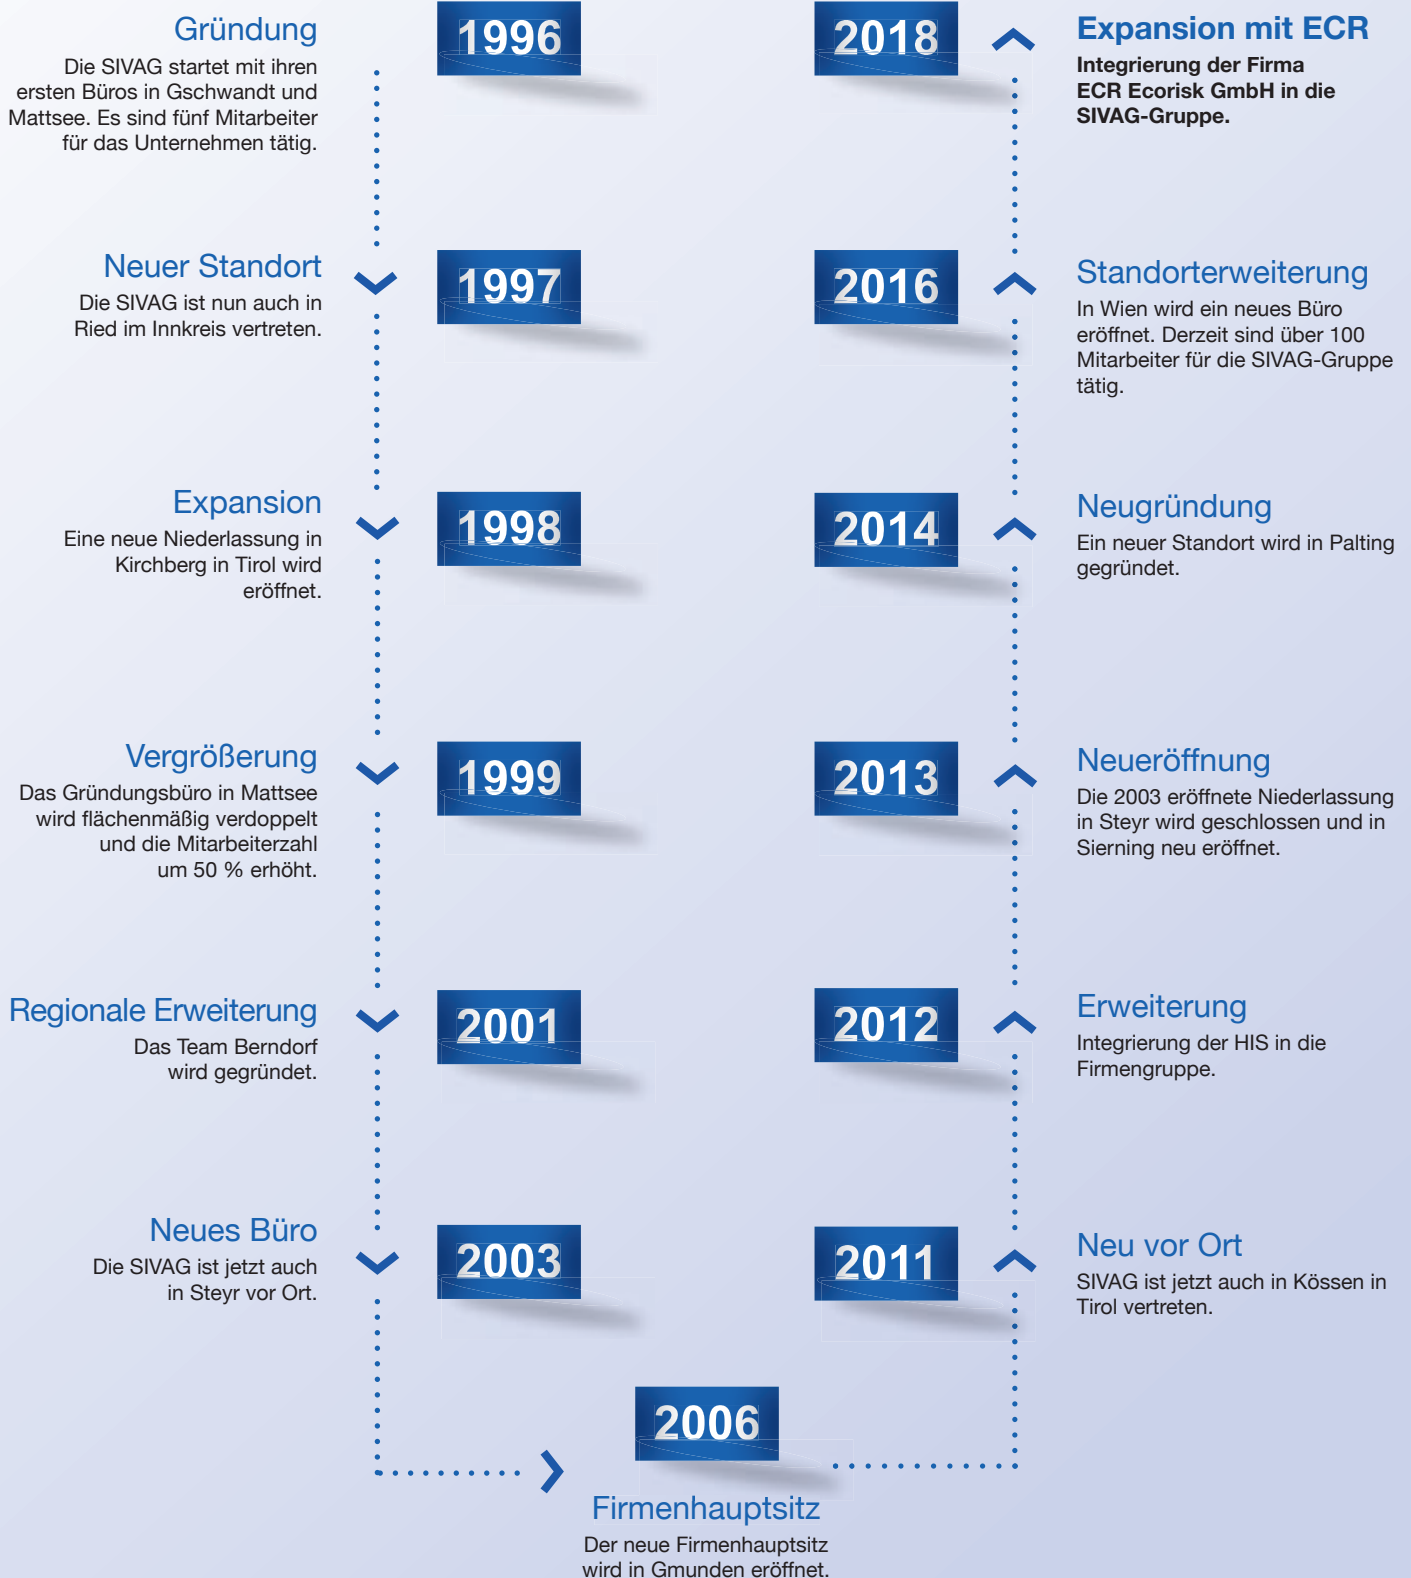 Gründung
1996
Die SIVAG startet mit ihren
ersten Büros in Gschwandt und
Mattsee. Es sind fünf Mitarbeiter
für das Unternehmen tätig.
Neuer Standort
1997
Die SIVAG ist nun auch in
Ried im Innkreis vertreten.
Expansion
1998
Eine neue Niederlassung in
Kirchberg in Tirol wird
eröffnet.
Vergrößerung
1999
Das Gründungsbüro in Mattsee
wird flächenmäßig verdoppelt
und die Mitarbeiterzahl
um 50 % erhöht.
Regionale Erweiterung
2001
Das Team Berndorf
wird gegründet.
Neues Büro
2003
Die SIVAG ist jetzt auch
in Steyr vor Ort.
2006
Firmenhauptsitz
Der neue Firmenhauptsitz
wird in Gmunden eröffnet.
2011
Neu vor Ort
SIVAG ist jetzt auch in Kössen in
Tirol vertreten.
2012
Erweiterung
Integrierung der HIS in die
Firmengruppe.
2013
Neueröffnung
Die 2003 eröffnete Niederlassung
in Steyr wird geschlossen und in
Sierning neu eröffnet.
2014
Neugründung
Ein neuer Standort wird in Palting
gegründet.
2016
Standorterweiterung
In Wien wird ein neues Büro
eröffnet. Derzeit sind über 100
Mitarbeiter für die SIVAG-Gruppe
tätig.
2018
Expansion mit ECR
Integrierung der Firma
ECR Ecorisk GmbH in die
SIVAG-Gruppe.